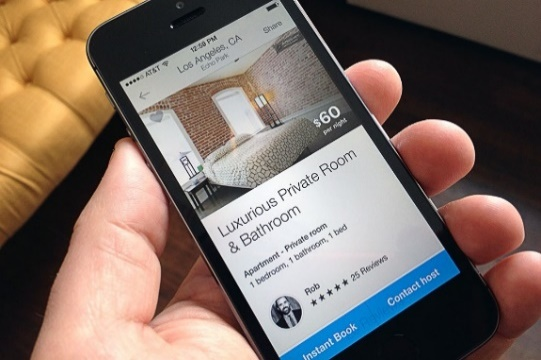 AT&T 12:59 PM
Los Angeles, CA
Share
Echo Park
$60
per night
Luxurious Private Room
& Bathroom
Apartment - Private room
1 bedroom, 1 bathroom, 1 bed
Rob
★★★★★ 25 Reviews
Instant Book
Contact host